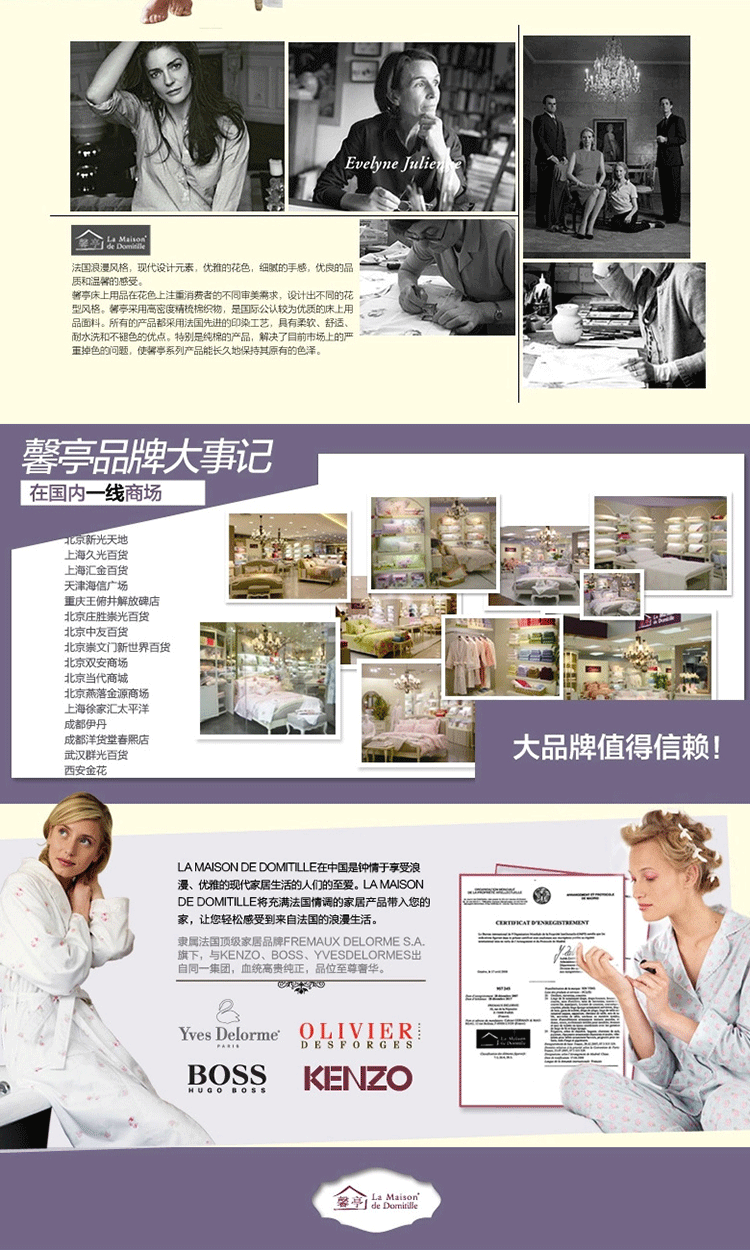 Evelyne Julienne
馨亭 La Maison
de Domitille
法国浪漫风格，现代设计元素，优雅的花色，细腻的手感，优良的品
质和温馨的感受。
馨亭床上用品在花色上注重消费者的不同审美需求，设计出不同的花
型风格。馨亭采用高密度精梳棉织物，是国际公认较为优质的床上用
品面料。所有的产品都采用法国先进的印染工艺，具有柔软、舒适、
耐水洗和不褪色的优点。特别是纯棉的产品，解决了目前市场上的严
重掉色的问题，使馨亭系列产品能长久地保持其原有的色泽。
馨亭品牌大事记
在国内一线商场
北京新光天地
上海久光百货
上海汇金百货
天津海信广场
重庆王俯井解放碑店
北京庄胜崇光百货
北京中友百货
北京崇文门新世界百货
北京双安商场
北京当代商城
北京燕落金源商场
上海徐家汇太平洋
成都伊丹
成都洋货堂春熙店
武汉群光百货
西安金花
大品牌值得信赖！
LA MAISON DE DOMITILLE在中国是钟情于享受浪
漫、优雅的现代家居生活的人们的至爱。LA MAISON
DE DOMITILLE将充满法国情调的家居产品带入您的
家，让您轻松感受到来自法国的浪漫生活。
隶属法国顶级家居品牌FREMAUX DELORME S.A.
旗下，与KENZO、BOSS、YVESDELORMES出
自同一集团，血统高贵纯正，品位至尊奢华。
Yves Delorme
PARIS
OLIVIER
DESFORGES
BOSS
HUGO BOSS
KENZO
CERTIFICAT D'ENREGISTREMENT
馨亭 La Maison
de Domitille